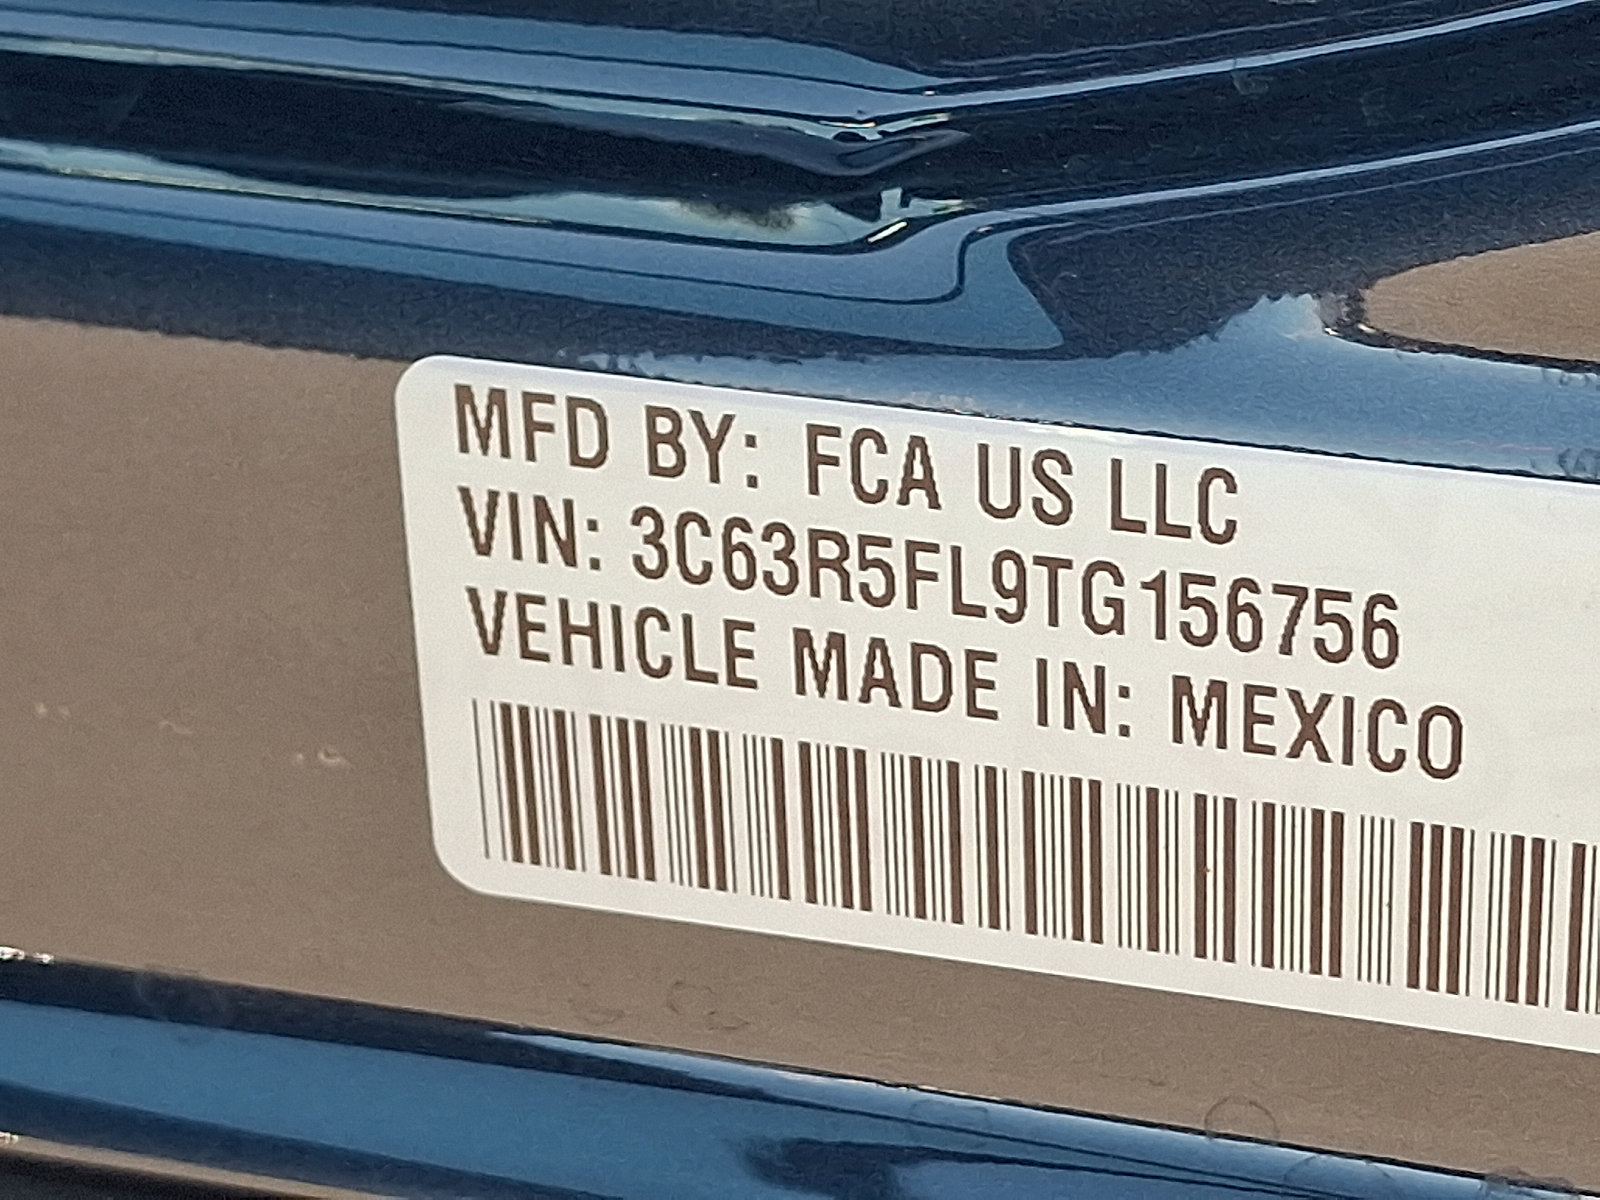 MFD BY: FCA US LLC
VIN: 3C63R5FL9TG156756
VEHICLE MADE IN: MEXICO